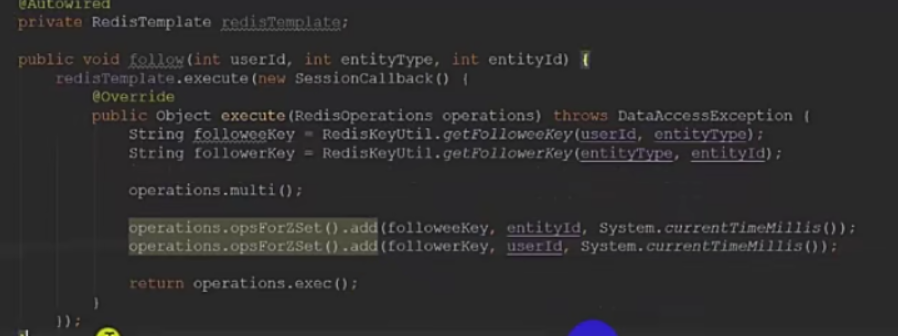 @Autowired
private RedisTemplate redisTemplate;
public void follow(int userId, int entityType, int entityId) {
redisTemplate.execute(new SessionCallback() {
@Override
public Object execute(RedisOperations operations) throws DataAccessException {
String followeeKey = RedisKeyUtil.getFolloweeKey(userId, entityType);
String followerKey = RedisKeyUtil.getFollowerKey(entityType, entityId);
operations.multi();
operations.opsForZSet().add(followeeKey, entityId, System.currentTimeMillis());
operations.opsForZSet().add(followerKey, userId, System.currentTimeMillis());
return operations.exec();
}
});